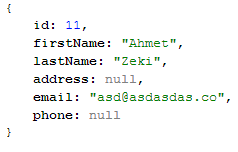 {
    id: 11,
    firstName: "Ahmet",
    lastName: "Zeki",
    address: null,
    email: "asd@asdasdas.co",
    phone: null
}